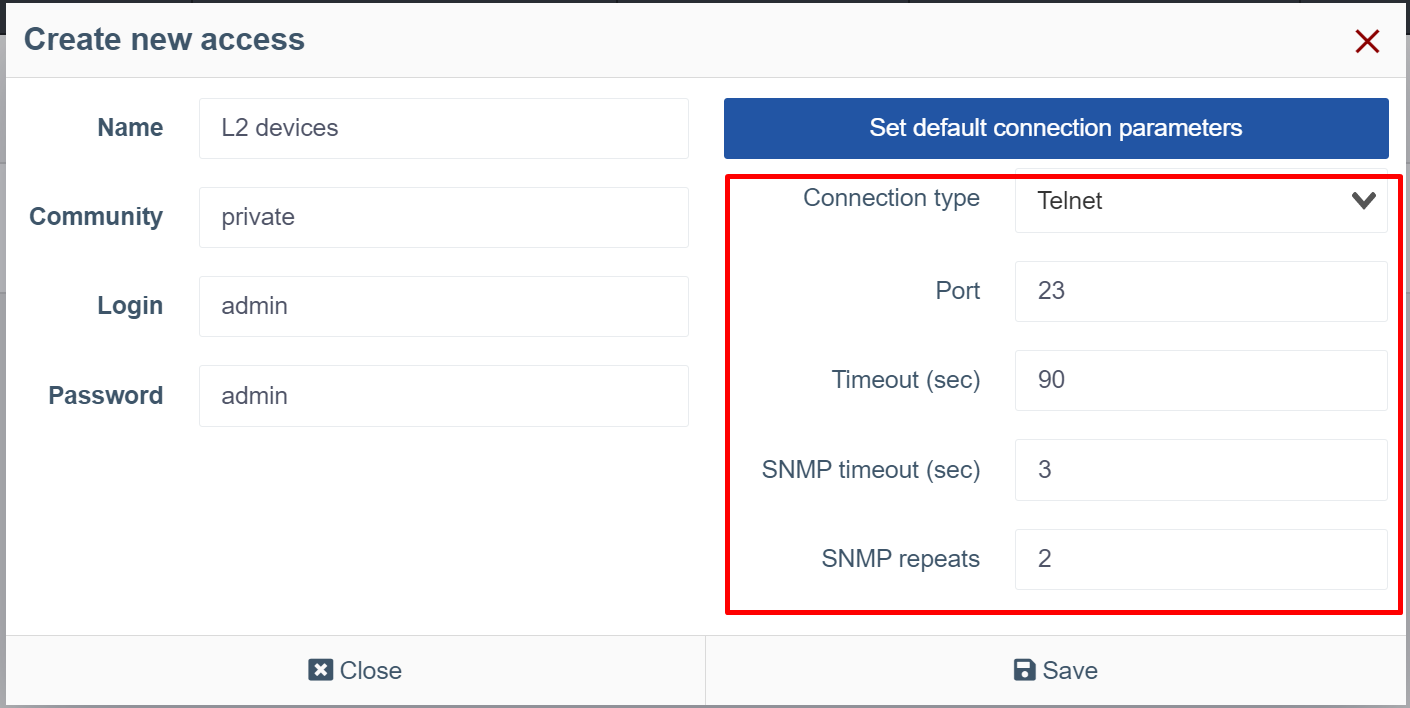 Create new access
Name L2 devices
Community private
Login admin
Password admin
Set default connection parameters
Connection type Telnet
Port 23
Timeout (sec) 90
SNMP timeout (sec) 3
SNMP repeats 2
Close
Save